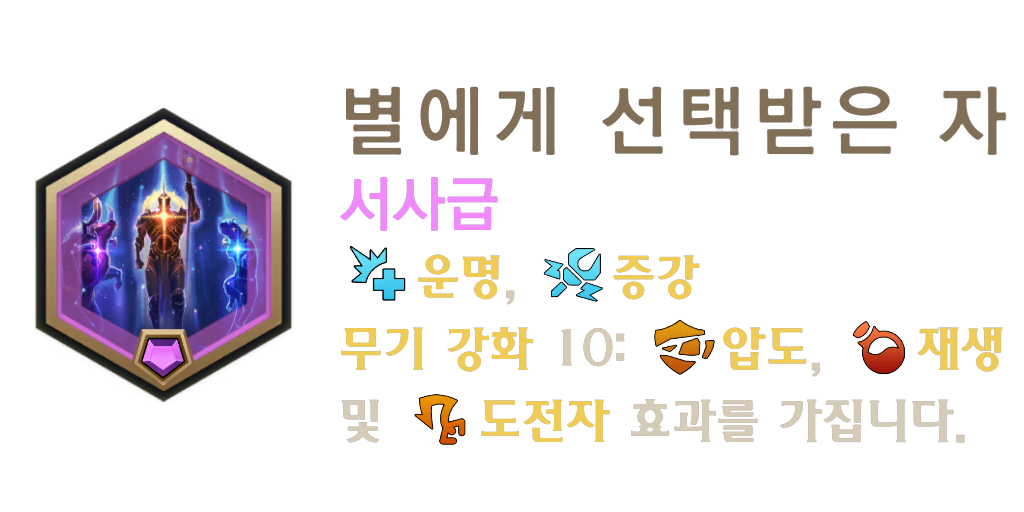 별에게 선택받은 자
서사급
운명, 증강
무기 강화 10: 압도, 재생
및 도전자 효과를 가집니다.